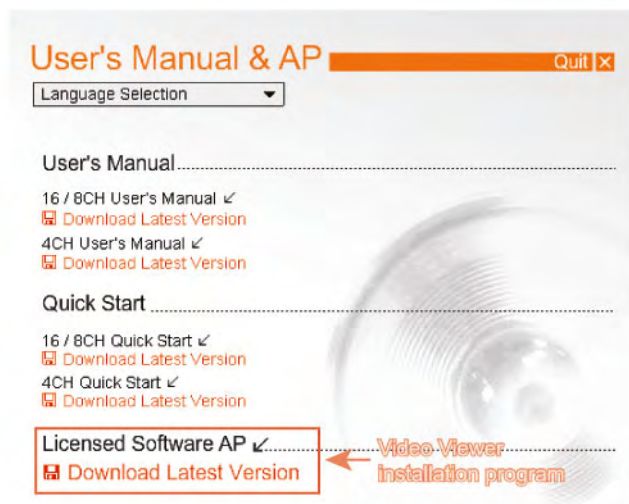 User's Manual & AP
Quit
Language Selection
User's Manual
16 / 8CH User's Manual
Download Latest Version
4CH User's Manual
Download Latest Version
Quick Start
16 / 8CH Quick Start
Download Latest Version
4CH Quick Start
Download Latest Version
Licensed Software AP
Download Latest Version
Video Viewer
installation program